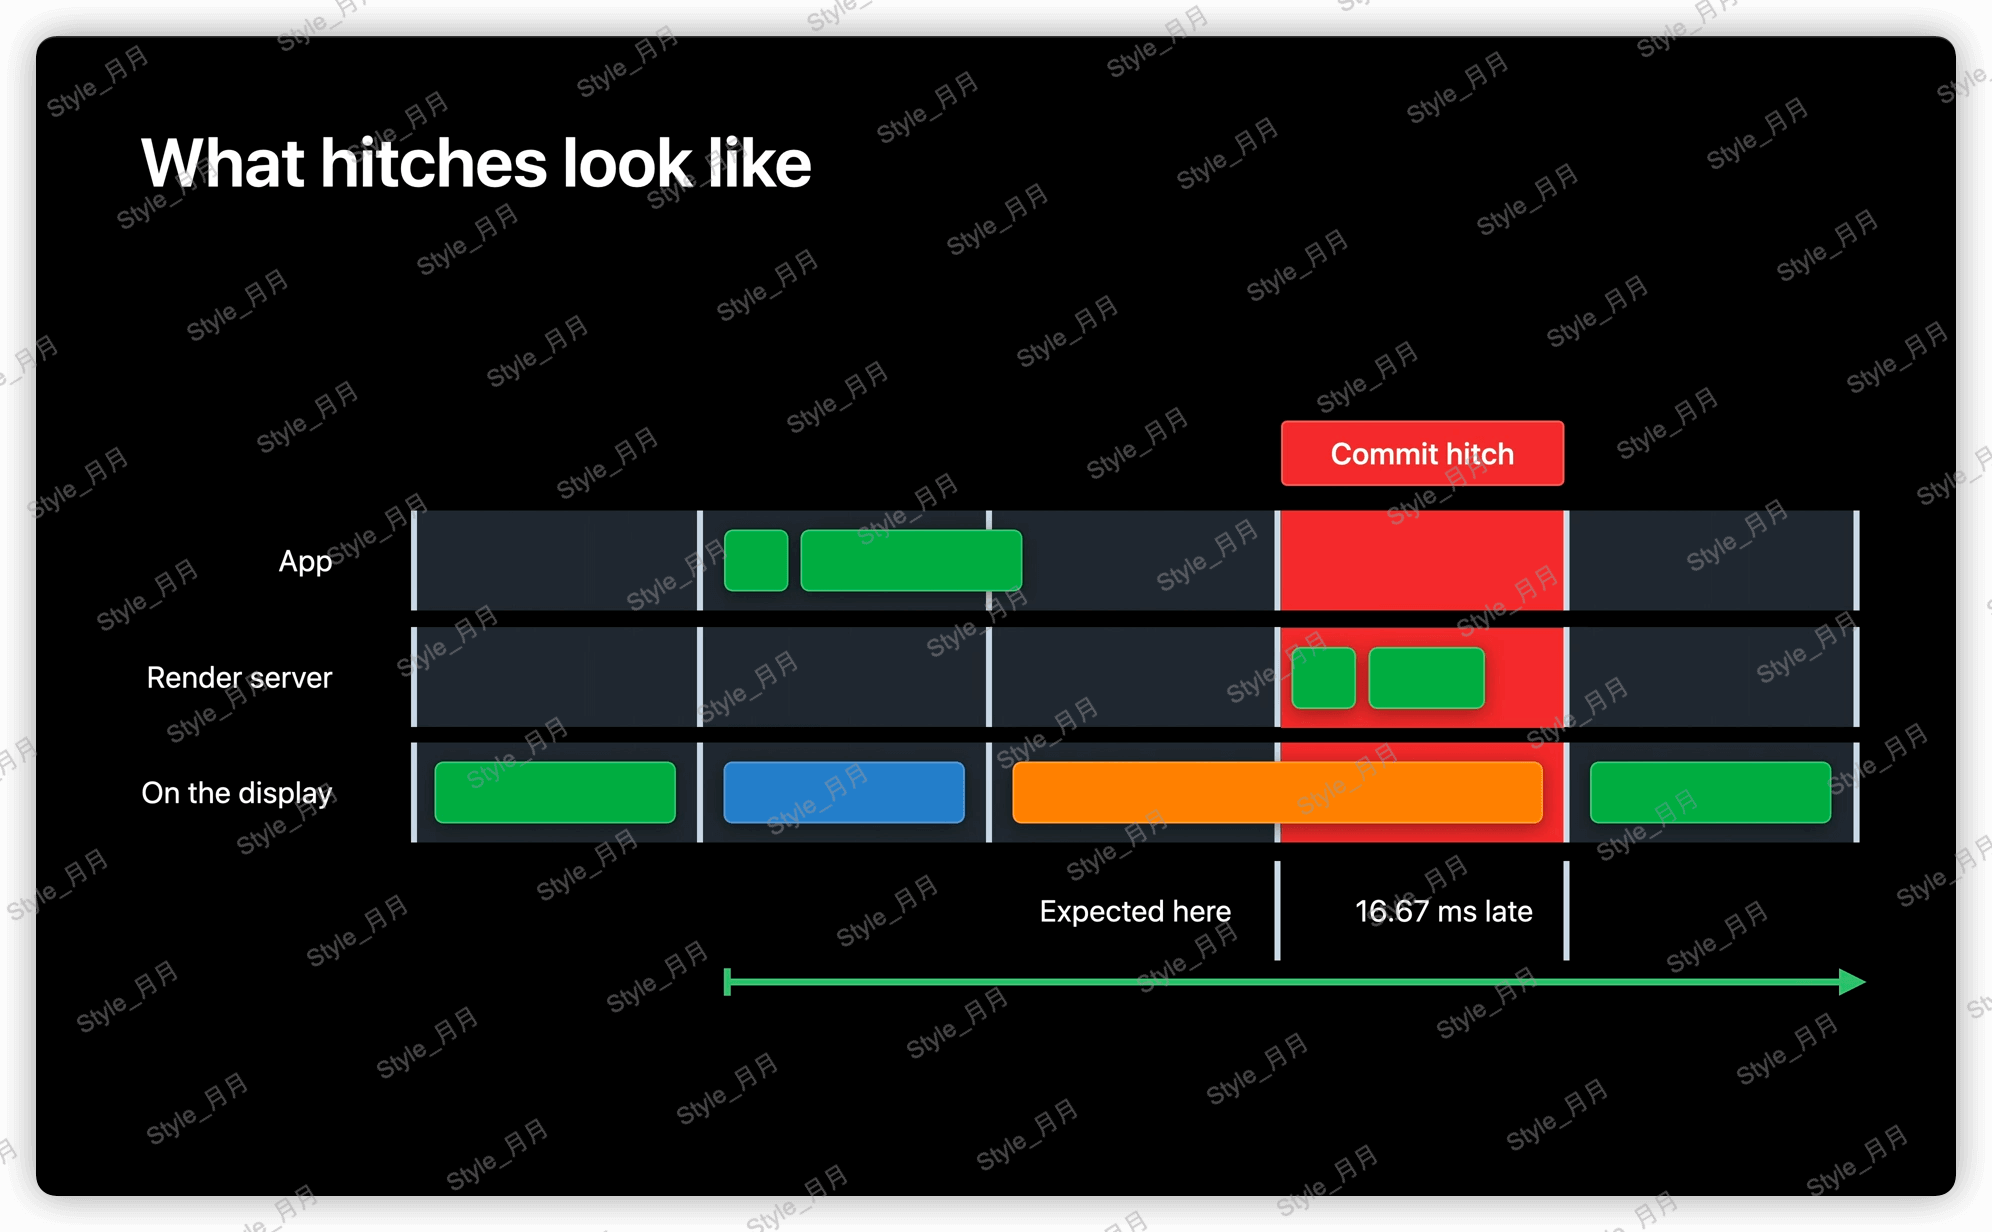 What hitches look like
Commit hitch
App
Render server
On the display
Expected here
16.67 ms late
Style_月月